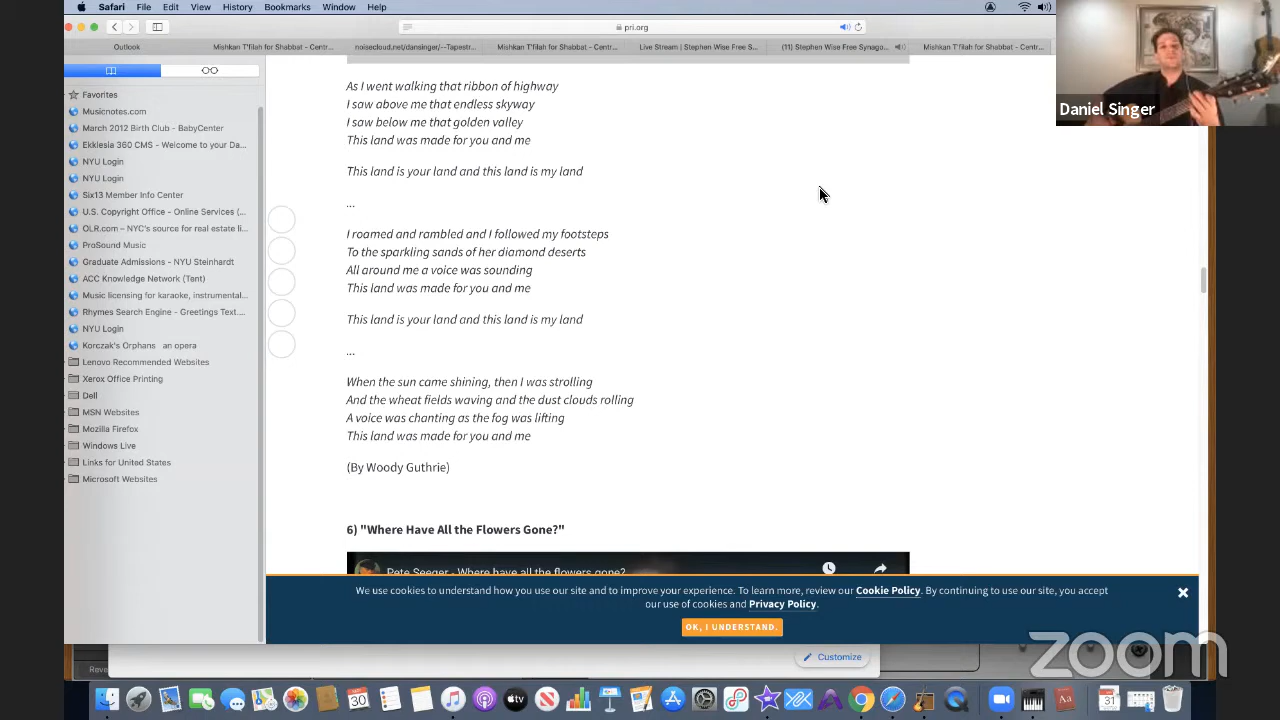 Safari File Edit View History Bookmarks Window Help
pri.org
Outlook
Mishkan T'filah for Shabbat - Centr...
noisecloud.net/dansinger/--Tapestr...
Mishkan T'filah for Shabbat - Centr...
Live Stream | Stephen Wise Free S...
(11) Stephen Wise Free Synago...
Mishkan T'filah for Shabbat - Centr...
Favorites
Musicnotes.com
March 2012 Birth Club - BabyCenter
Ekklesia 360 CMS - Welcome to your Da...
NYU Login
NYU Login
Six13 Member Info Center
U.S. Copyright Office - Online Services (...
OLR.com – NYC's source for real estate li...
ProSound Music
Graduate Admissions - NYU Steinhardt
ACC Knowledge Network (Tent)
Music licensing for karaoke, instrumental...
Rhymes Search Engine - Greetings Text....
NYU Login
Korczak's Orphans an opera
Lenovo Recommended Websites
Xerox Office Printing
Dell
MSN Websites
Mozilla Firefox
Windows Live
Links for United States
Microsoft Websites
As I went walking that ribbon of highway
I saw above me that endless skyway
I saw below me that golden valley
This land was made for you and me
This land is your land and this land is my land
...
I roamed and rambled and I followed my footsteps
To the sparkling sands of her diamond deserts
All around me a voice was sounding
This land was made for you and me
This land is your land and this land is my land
...
When the sun came shining, then I was strolling
And the wheat fields waving and the dust clouds rolling
A voice was chanting as the fog was lifting
This land was made for you and me
(By Woody Guthrie)
6) "Where Have All the Flowers Gone?"
Pete Seeger - Where have all the flowers gone?
We use cookies to understand how you use our site and to improve your experience. To learn more, review our Cookie Policy. By continuing to use our site, you accept
our use of cookies and Privacy Policy.
OK, I UNDERSTAND.
Customize
Reve
Daniel Singer
zoom
30
31